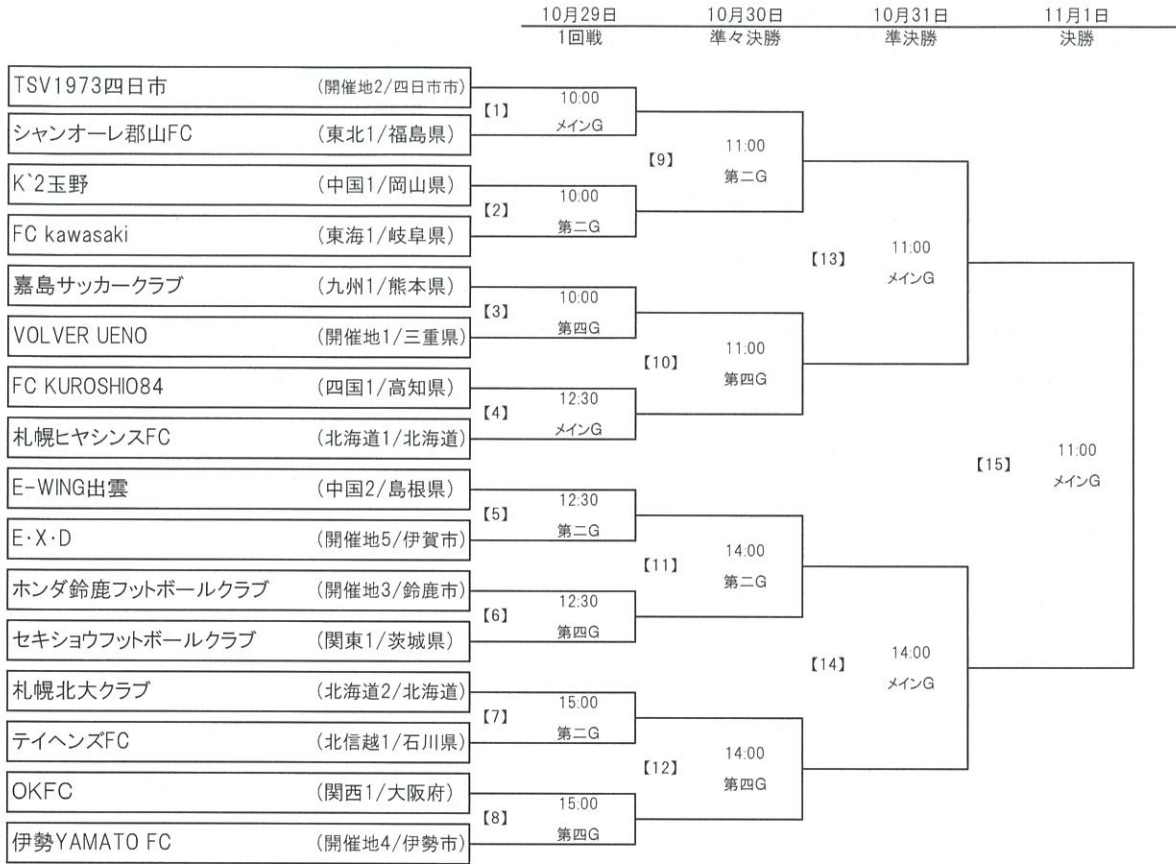 10月29日 10月30日 10月31日 11月1日
1回戦 準々決勝 準決勝 決勝
TSV1973四日市 (開催地2/四日市市)
【1】 10:00
メインG
シャンオーレ郡山FC (東北1/福島県)
【9】 11:00
第二G
K`2玉野 (中国1/岡山県)
【2】 10:00
第二G
FC kawasaki (東海1/岐阜県)
【13】 11:00
メインG
嘉島サッカークラブ (九州1/熊本県)
【3】 10:00
第四G
VOLVER UENO (開催地1/三重県)
【10】 11:00
第四G
FC KUROSHIO84 (四国1/高知県)
【4】 12:30
メインG
札幌ヒヤシンスFC (北海道1/北海道)
【15】 11:00
メインG
E-WING出雲 (中国2/島根県)
【5】 12:30
第二G
E・X・D (開催地5/伊賀市)
【11】 14:00
第二G
ホンダ鈴鹿フットボールクラブ (開催地3/鈴鹿市)
【6】 12:30
第四G
セキショウフットボールクラブ (関東1/茨城県)
【14】 14:00
メインG
札幌北大クラブ (北海道2/北海道)
【7】 15:00
第二G
テイヘンズFC (北信越1/石川県)
【12】 14:00
第四G
OKFC (関西1/大阪府)
【8】 15:00
第四G
伊勢YAMATO FC (開催地4/伊勢市)